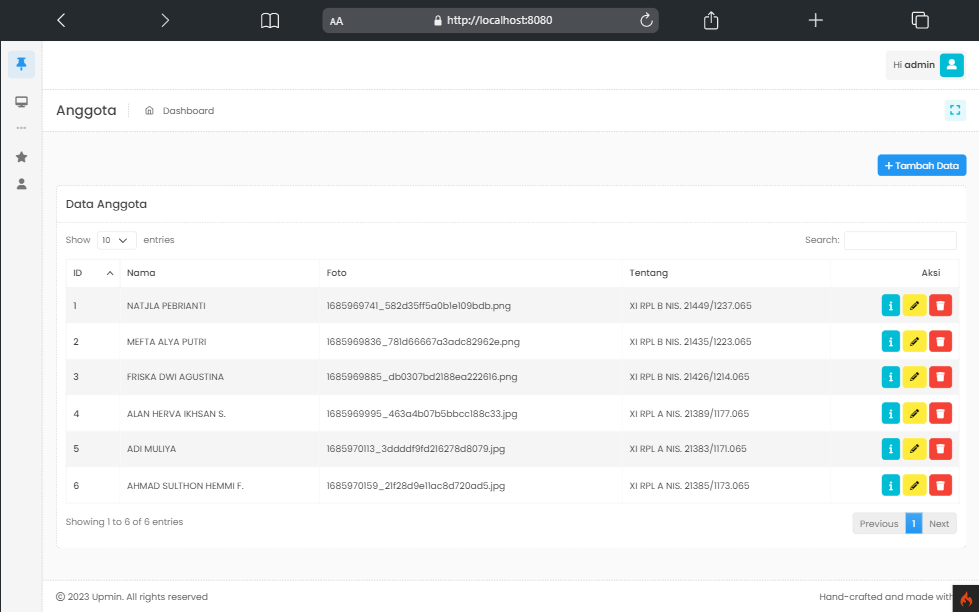 AA http://localhost:8080
Hi admin
Anggota Dashboard
+ Tambah Data
Data Anggota
Show 10 entries Search:
ID Nama Foto Tentang Aksi
1 NATJLA PEBRIANTI 1685969741_582d35ff5a0b1e109bdb.png XI RPL B NIS. 21449/1237.065
2 MEFTA ALYA PUTRI 1685969836_781d66667a3adc82962e.png XI RPL B NIS. 21435/1223.065
3 FRISKA DWI AGUSTINA 1685969885_db0307bd2188ea222616.png XI RPL B NIS. 21426/1214.065
4 ALAN HERVA IKHSAN S. 1685969995_463a4b07b5bbcc188c33.jpg XI RPL A NIS. 21389/1177.065
5 ADI MULIYA 1685970113_3ddddf9fd216278d8079.jpg XI RPL A NIS. 21383/1171.065
6 AHMAD SULTHON HEMMI F. 1685970159_21f28d9e11ac8d720ad5.jpg XI RPL A NIS. 21385/1173.065
Showing 1 to 6 of 6 entries Previous 1 Next
© 2023 Upmin. All rights reserved Hand-crafted and made with